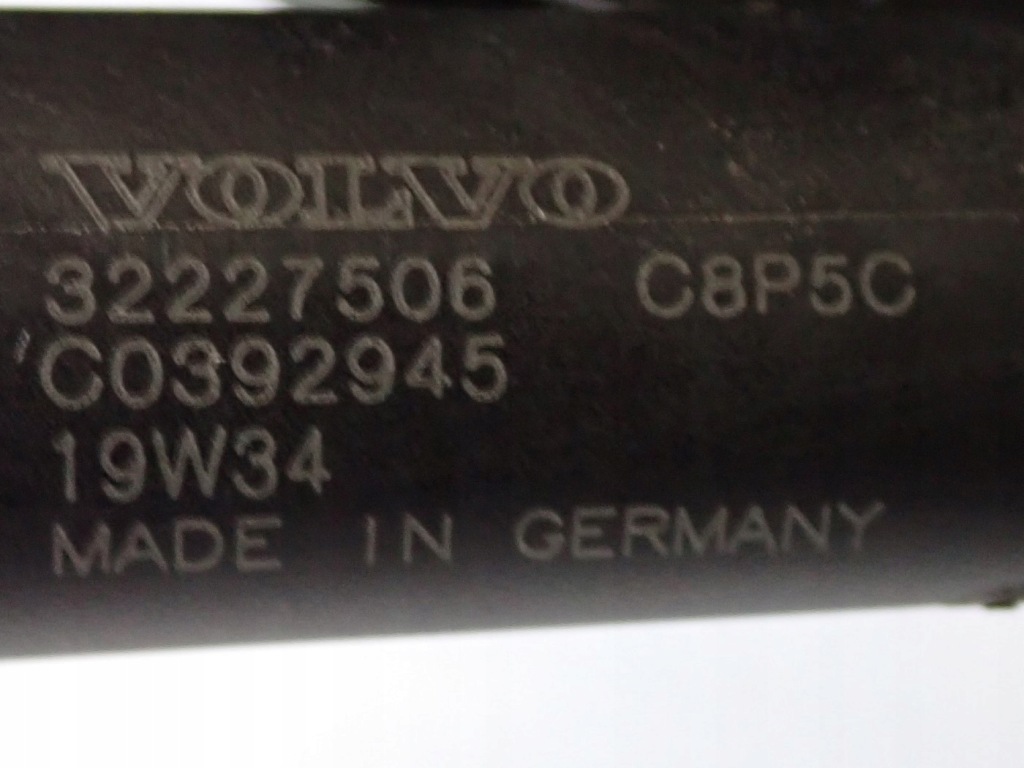 VOLVO
32227506 C8P5C
C0392945
19W34
MADE IN GERMANY